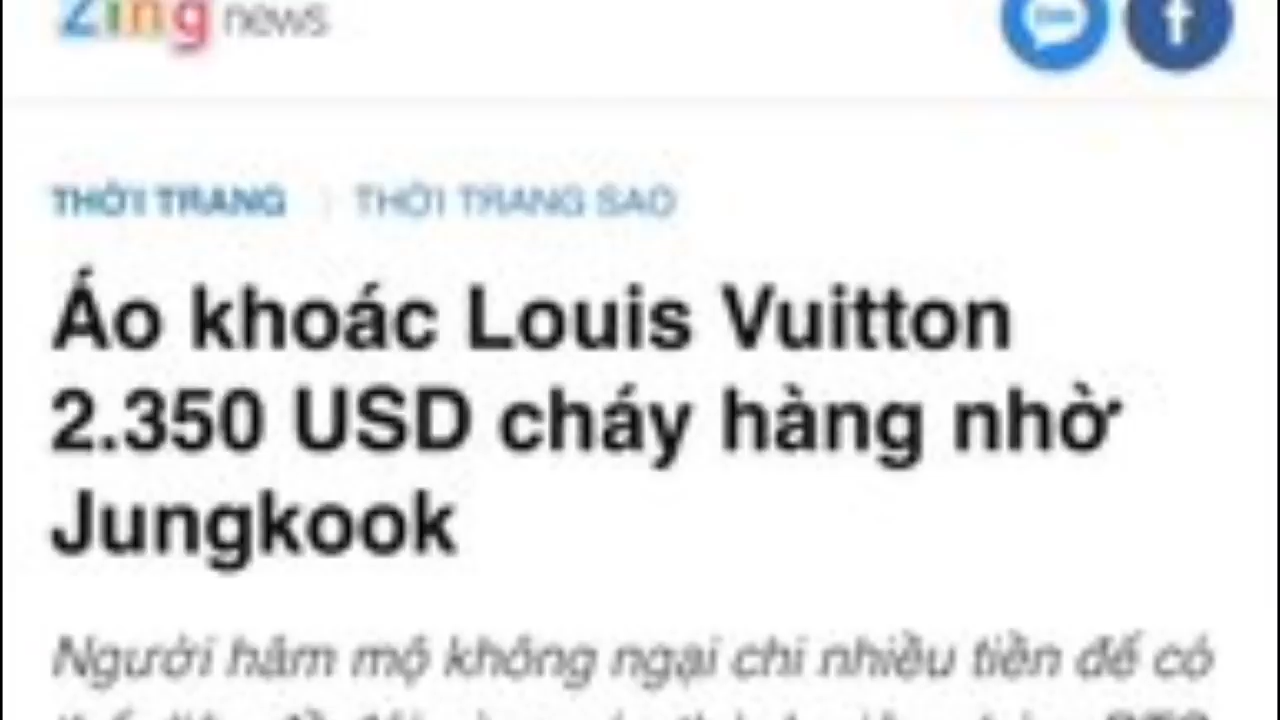 Zing news
THỜI TRANG THỜI TRANG SAO
Áo khoác Louis Vuitton
2.350 USD cháy hàng nhờ
Jungkook
Người hâm mộ không ngại chi nhiều tiền để có